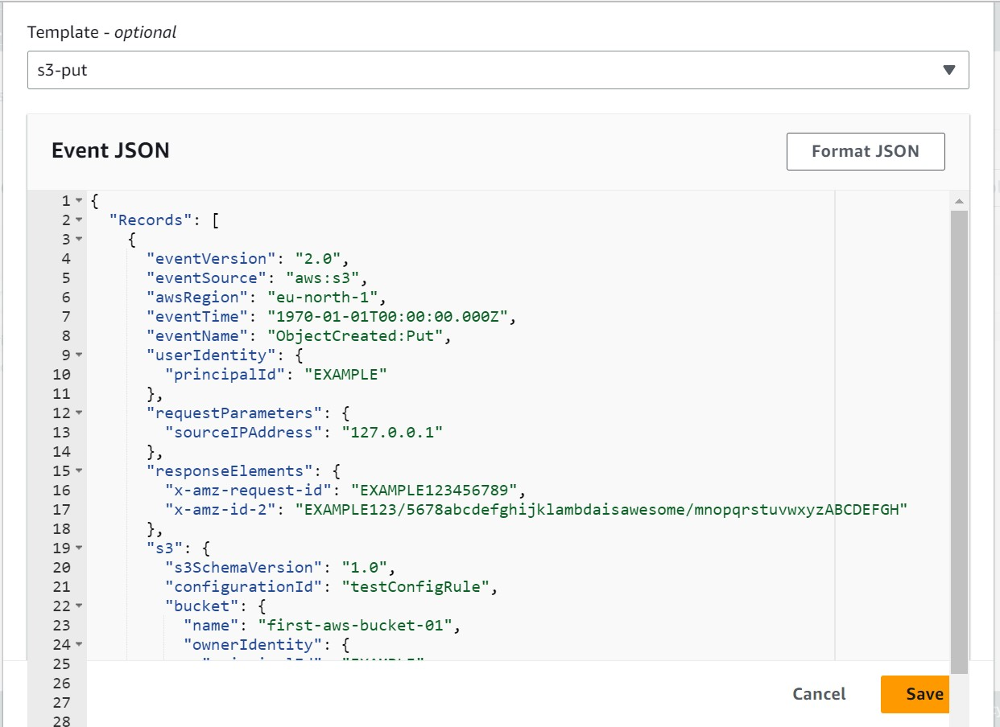 Template - optional
s3-put
Event JSON
Format JSON
1 {
2 "Records": [
3 {
4 "eventVersion": "2.0",
5 "eventSource": "aws:s3",
6 "awsRegion": "eu-north-1",
7 "eventTime": "1970-01-01T00:00:00.000Z",
8 "eventName": "ObjectCreated:Put",
9 "userIdentity": {
10 "principalId": "EXAMPLE"
11 },
12 "requestParameters": {
13 "sourceIPAddress": "127.0.0.1"
14 },
15 "responseElements": {
16 "x-amz-request-id": "EXAMPLE123456789",
17 "x-amz-id-2": "EXAMPLE123/5678abcdefghijklambdaisawesome/mnopqrstuvwxyzABCDEFGH"
18 },
19 "s3": {
20 "s3SchemaVersion": "1.0",
21 "configurationId": "testConfigRule",
22 "bucket": {
23 "name": "first-aws-bucket-01",
24 "ownerIdentity": {
25
26
27
28
Cancel
Save